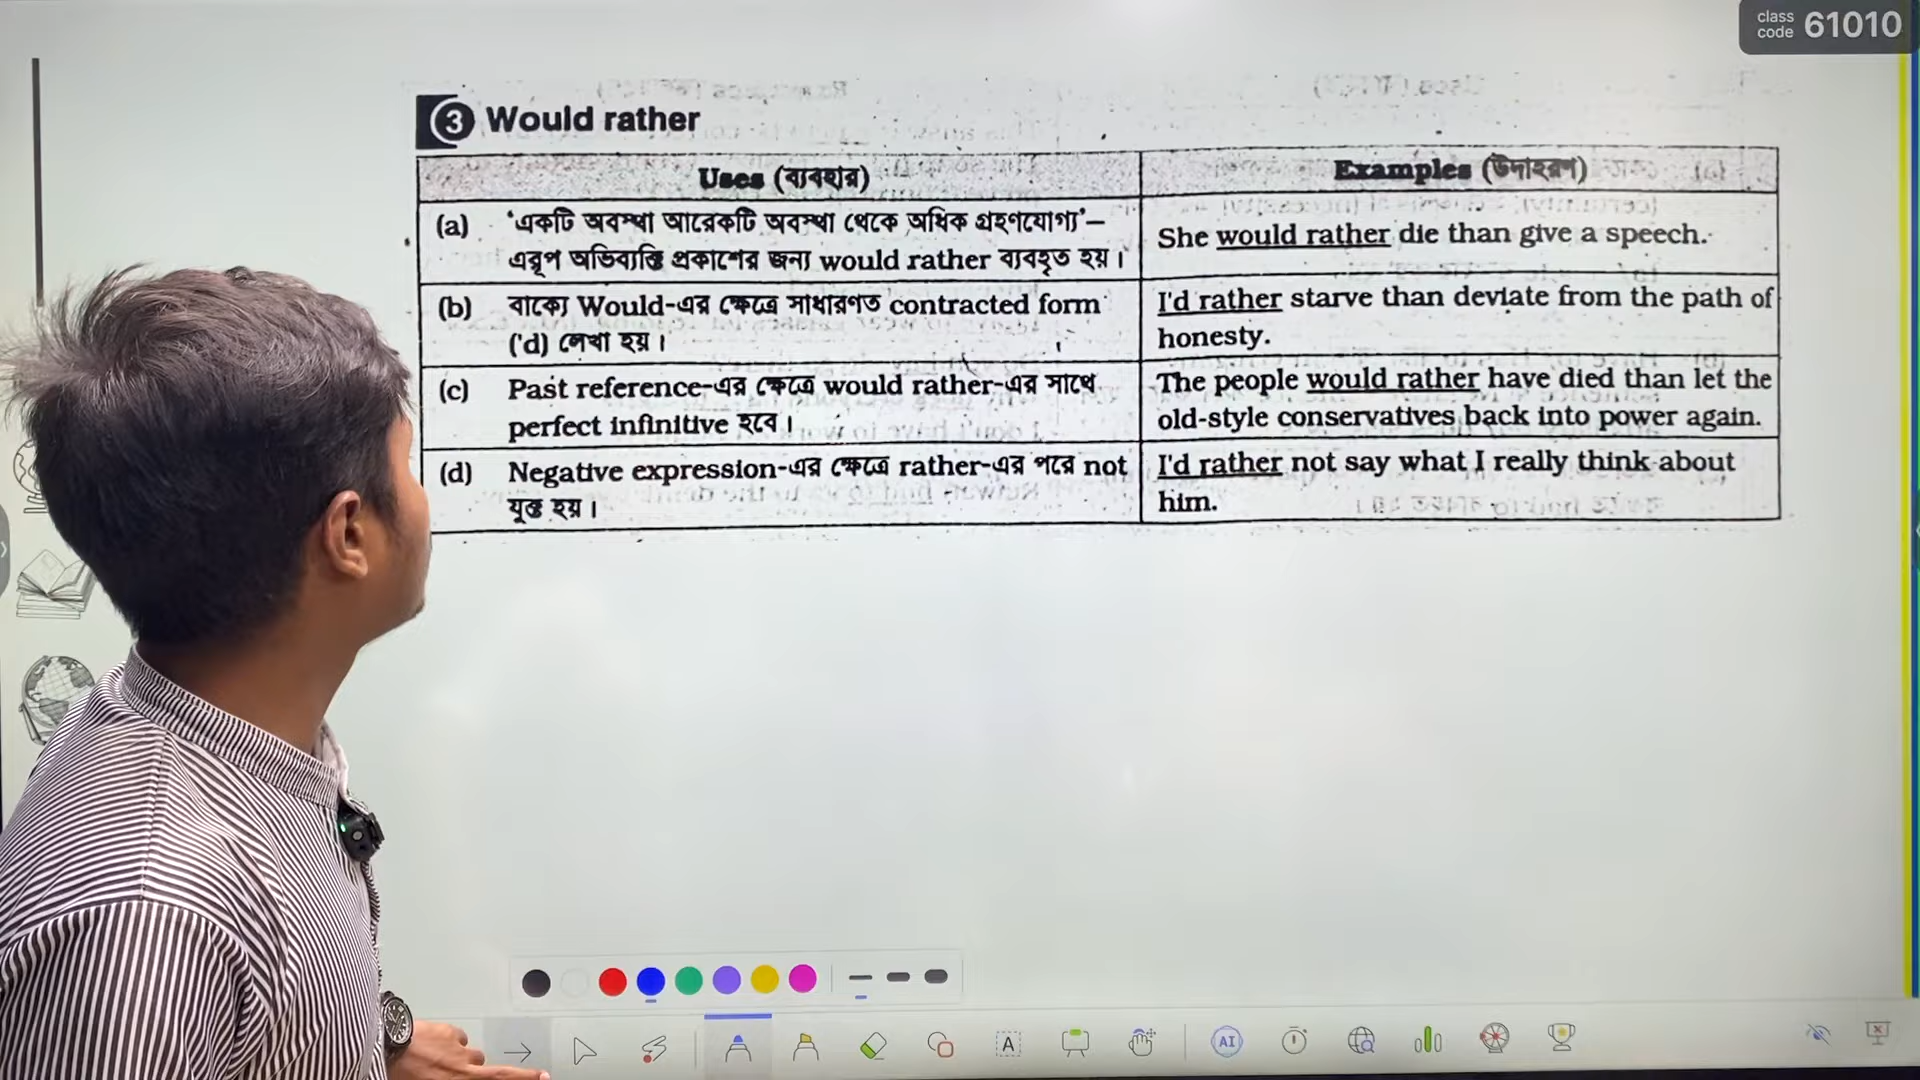 class code 61010
3 Would rather
Uses (ব্যবহার)
Examples (উদাহরণ)
(a) 'একটি অবস্থা আরেকটি অবস্থা থেকে অধিক গ্রহণযোগ্য'–
এরূপ অভিব্যক্তি প্রকাশের জন্য would rather ব্যবহৃত হয়।
She would rather die than give a speech.
(b) বাক্যে Would-এর ক্ষেত্রে সাধারণত contracted form
('d) লেখা হয়।
I'd rather starve than deviate from the path of
honesty.
(c) Past reference-এর ক্ষেত্রে would rather-এর সাথে
perfect infinitive হবে।
The people would rather have died than let the
old-style conservatives back into power again.
(d) Negative expression-এর ক্ষেত্রে rather-এর পরে not
যুক্ত হয়।
I'd rather not say what I really think about
him.
A
AI